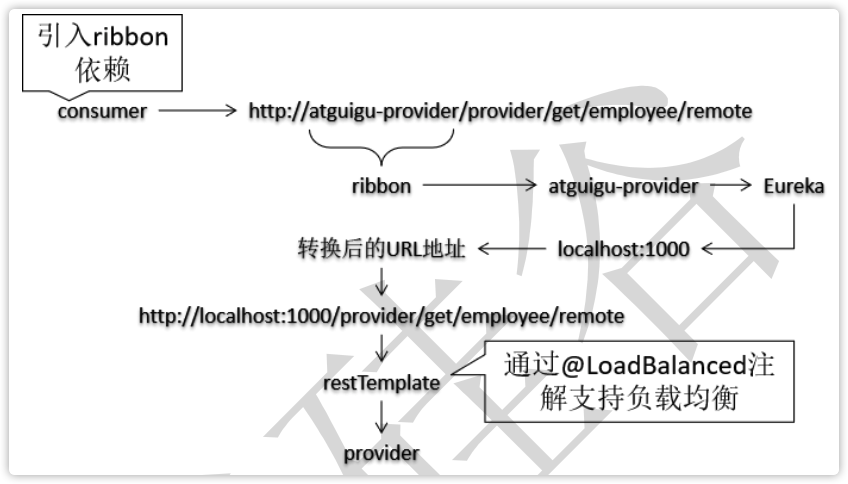 引入ribbon
依赖
consumer
http://atguigu-provider/provider/get/employee/remote
ribbon
atguigu-provider
Eureka
转换后的URL地址
localhost:1000
http://localhost:1000/provider/get/employee/remote
restTemplate
通过@LoadBalanced注
解支持负载均衡
provider